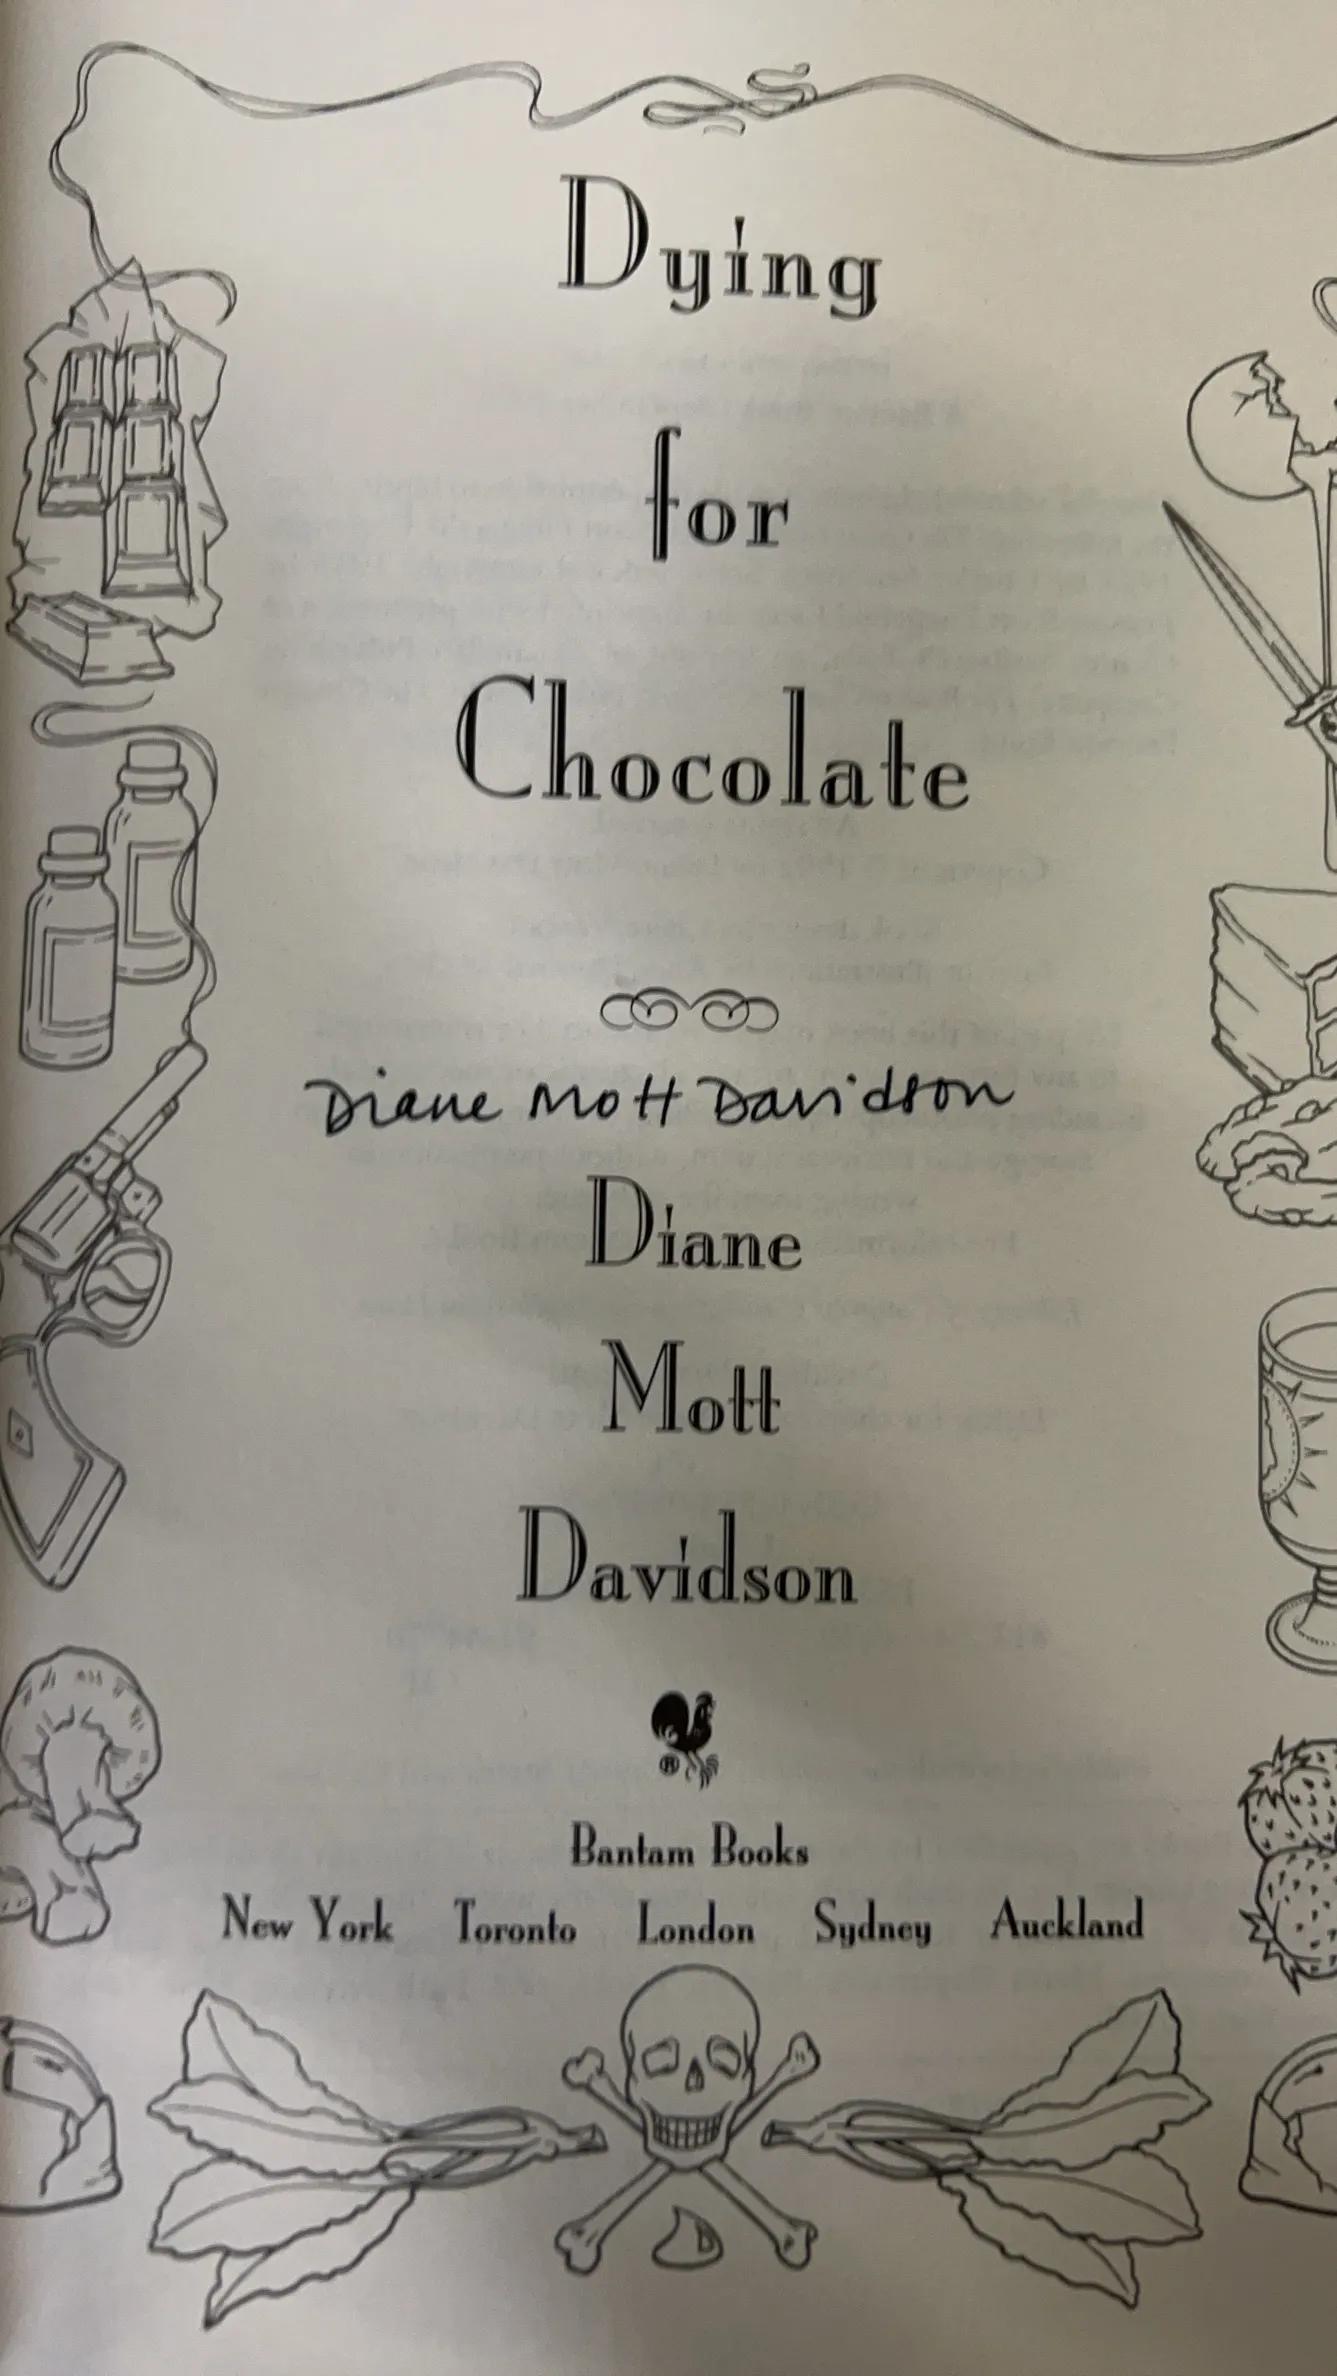 Dying
for
Chocolate
Diane Mott Davidson
Diane
Mott
Davidson
®
Bantam Books
New York Toronto London Sydney Auckland